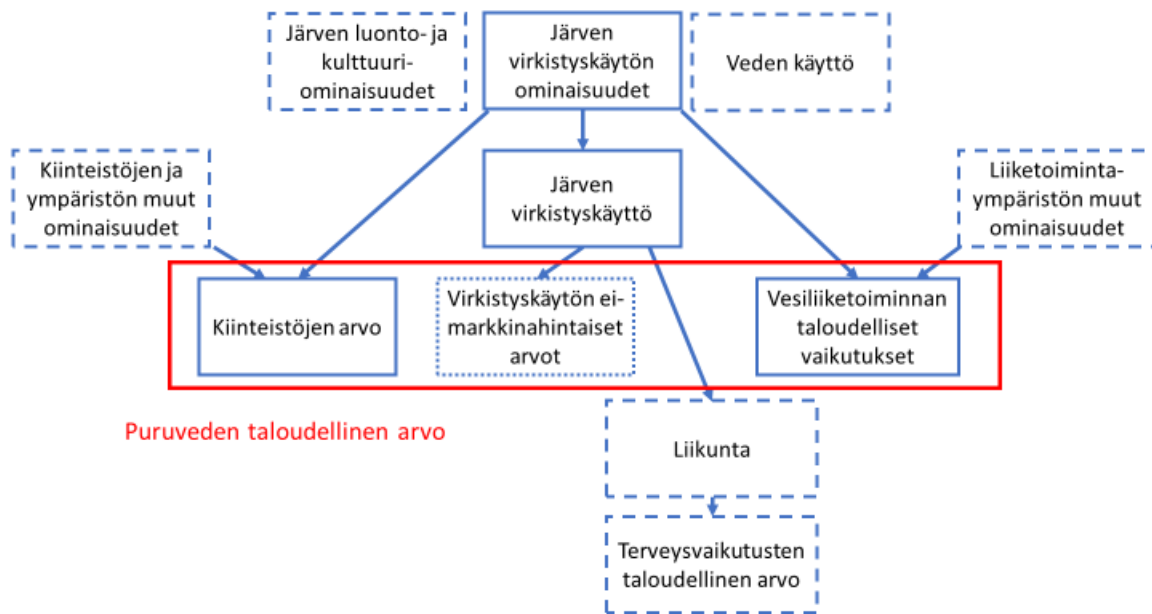 Järven luonto- ja
kulttuuri-
ominaisuudet
Järven
virkistyskäytön
ominaisuudet
Veden käyttö
Kiinteistöjen ja
ympäristön muut
ominaisuudet
Järven
virkistyskäyttö
Liiketoiminta-
ympäristön muut
ominaisuudet
Kiinteistöjen arvo
Virkistyskäytön ei-
markkinahintaiset
arvot
Vesiliiketoiminnan
taloudelliset
vaikutukset
Puruveden taloudellinen arvo
Liikunta
Terveysvaikutusten
taloudellinen arvo